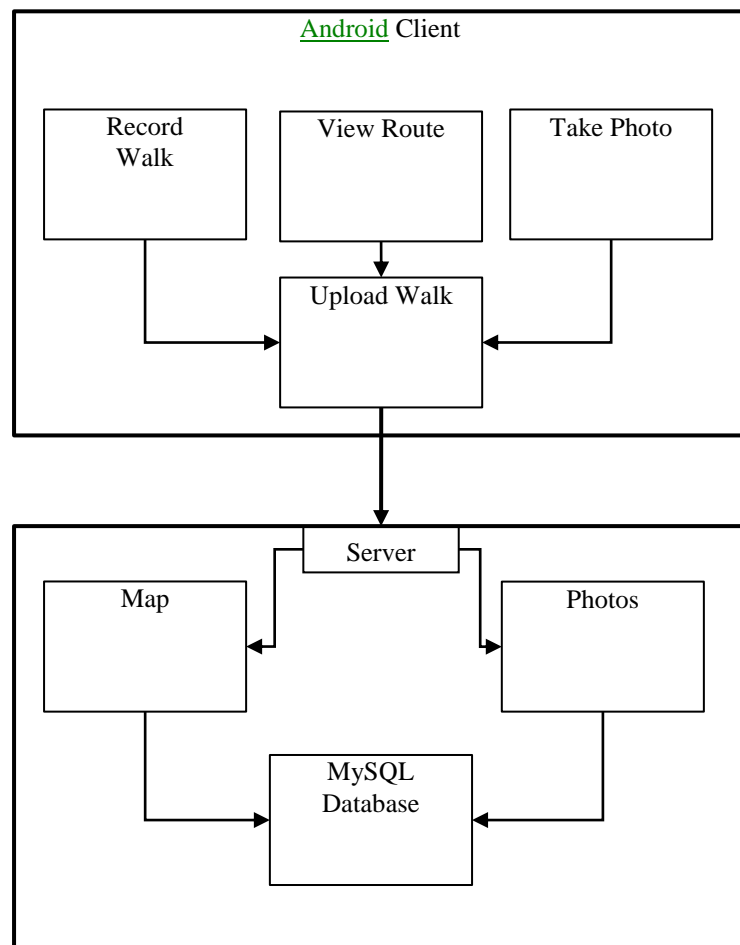 Android Client
Record
Walk
View Route
Take Photo
Upload Walk
Server
Map
Photos
MySQL
Database